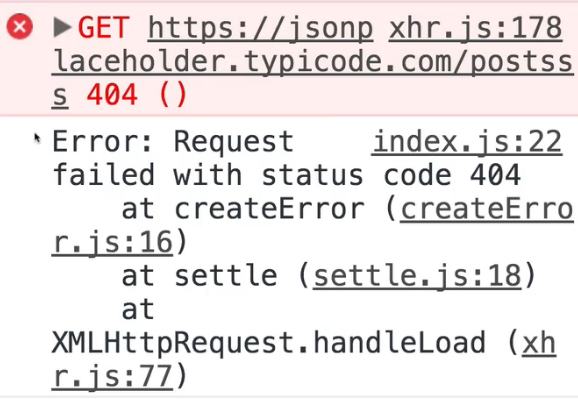 GET https://jsonp xhr.js:178
laceholder.typicode.com/postss
s 404 ()
Error: Request index.js:22
failed with status code 404
at createError (createErro
r.js:16)
at settle (settle.js:18)
at
XMLHttpRequest.handleLoad (xh
r.js:77)